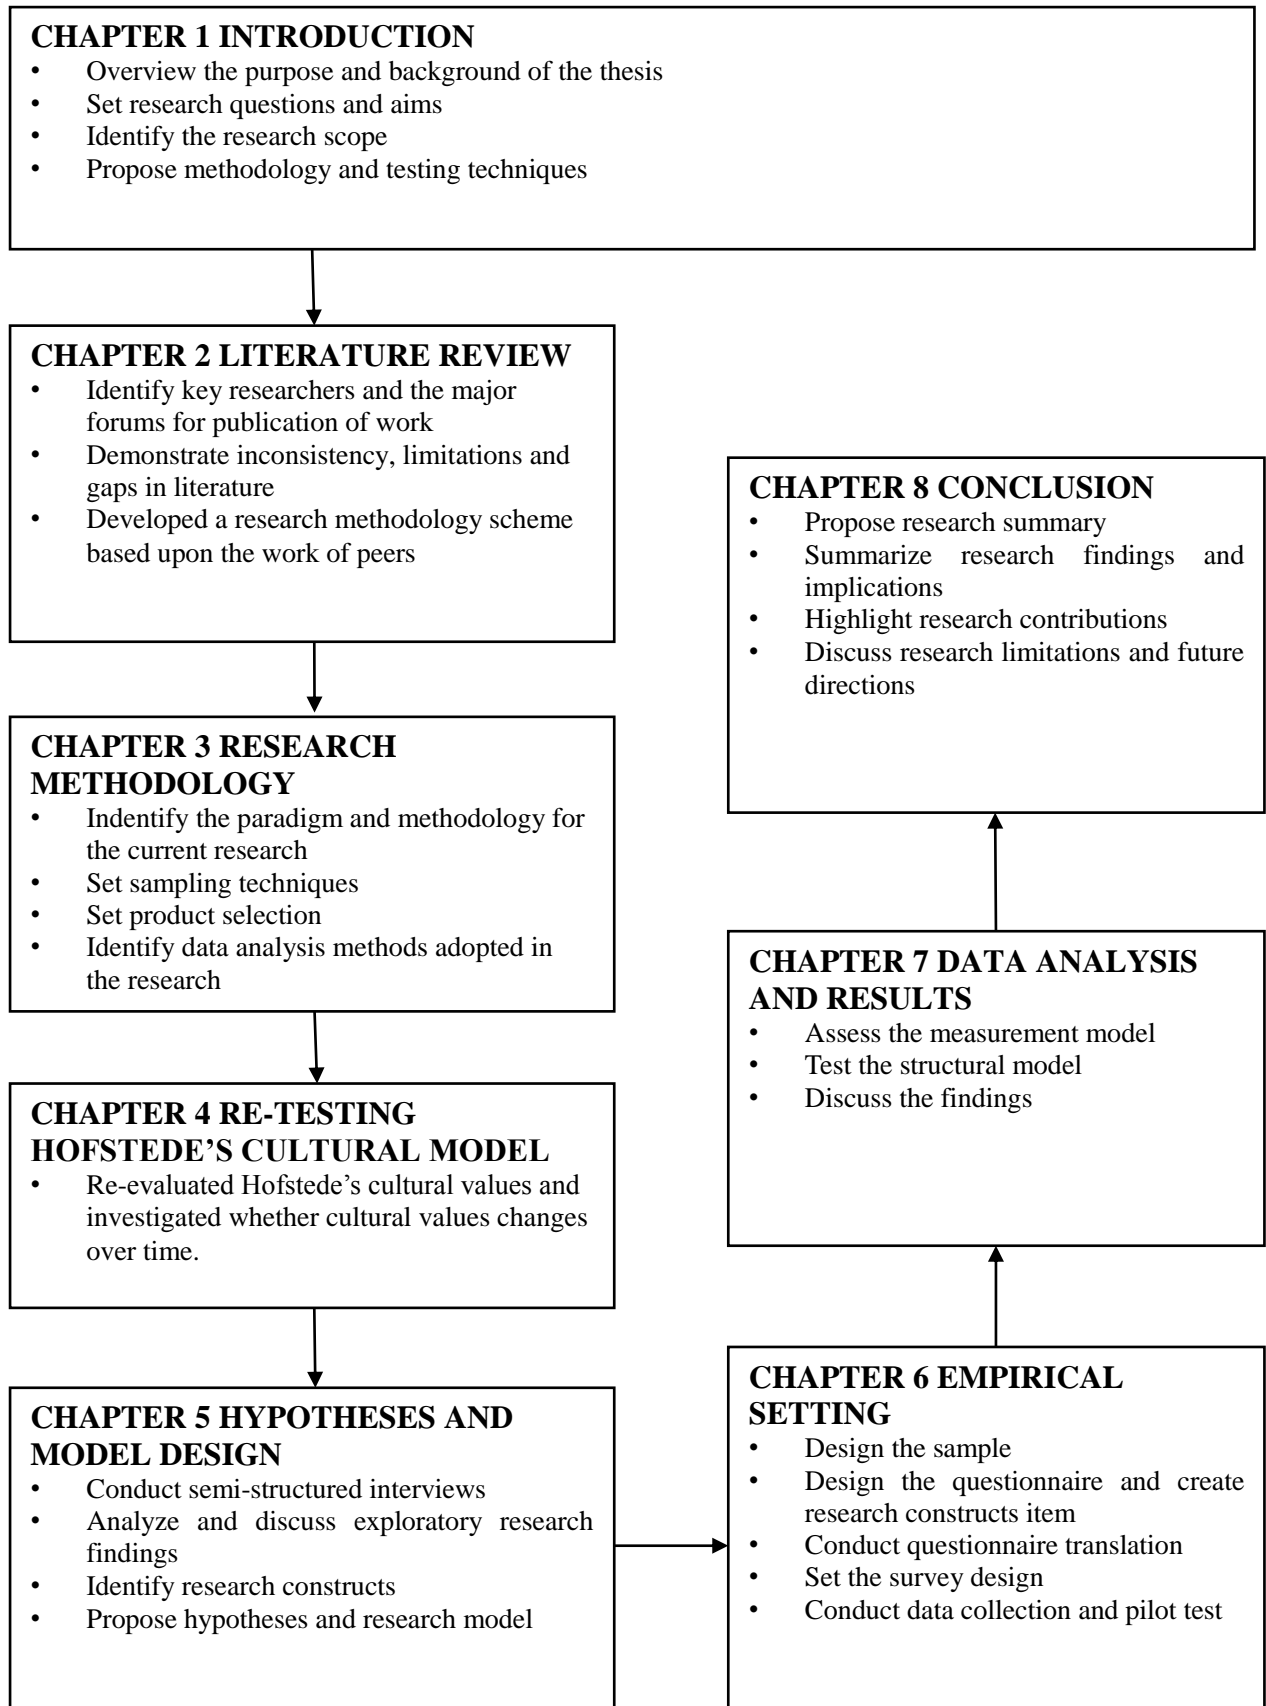 CHAPTER 1 INTRODUCTION
• Overview the purpose and background of the thesis
• Set research questions and aims
• Identify the research scope
• Propose methodology and testing techniques
CHAPTER 2 LITERATURE REVIEW
• Identify key researchers and the major
forums for publication of work
• Demonstrate inconsistency, limitations and
gaps in literature
• Developed a research methodology scheme
based upon the work of peers
CHAPTER 3 RESEARCH
METHODOLOGY
• Indentify the paradigm and methodology for
the current research
• Set sampling techniques
• Set product selection
• Identify data analysis methods adopted in
the research
CHAPTER 4 RE-TESTING
HOFSTEDE’S CULTURAL MODEL
• Re-evaluated Hofstede’s cultural values and
investigated whether cultural values changes
over time.
CHAPTER 5 HYPOTHESES AND
MODEL DESIGN
• Conduct semi-structured interviews
• Analyze and discuss exploratory research
findings
• Identify research constructs
• Propose hypotheses and research model
CHAPTER 6 EMPIRICAL
SETTING
• Design the sample
• Design the questionnaire and create
research constructs item
• Conduct questionnaire translation
• Set the survey design
• Conduct data collection and pilot test
CHAPTER 7 DATA ANALYSIS
AND RESULTS
• Assess the measurement model
• Test the structural model
• Discuss the findings
CHAPTER 8 CONCLUSION
• Propose research summary
• Summarize research findings and
implications
• Highlight research contributions
• Discuss research limitations and future
directions